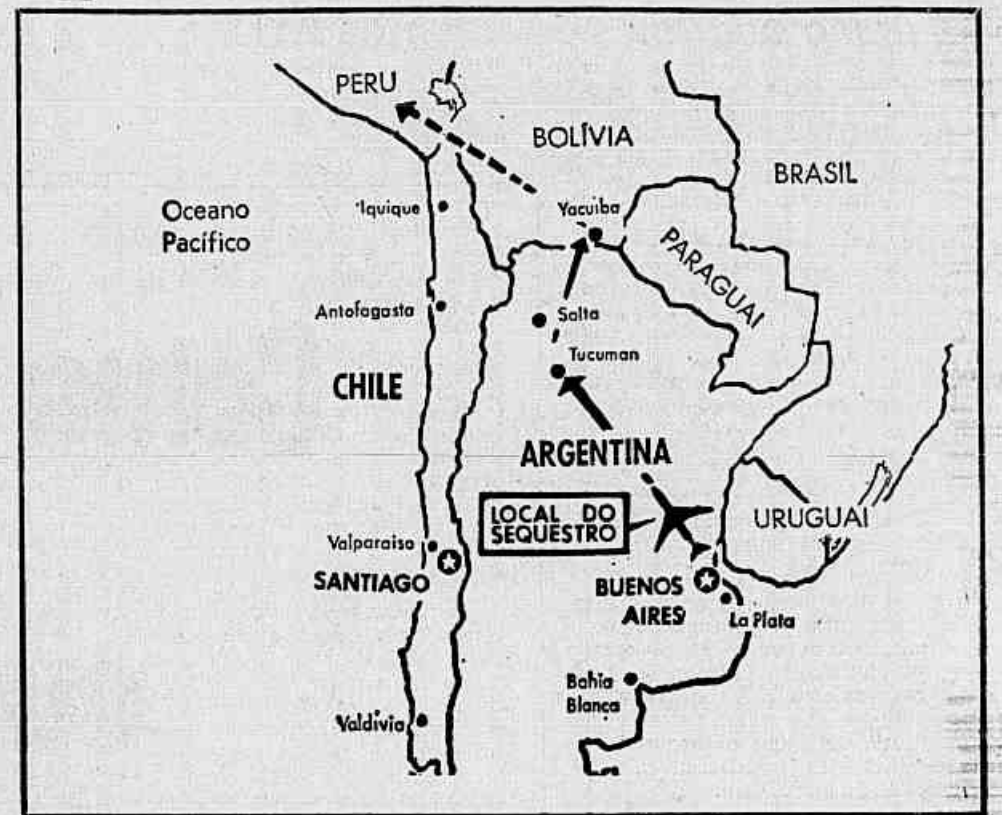 PERU
BOLÍVIA
BRASIL
Oceano
Pacífico
Iquique
Yacuiba
PARAGUAI
Antofagasta
Salta
Tucuman
CHILE
ARGENTINA
LOCAL DO
SEQUESTRO
URUGUAI
Valparaiso
SANTIAGO
BUENOS
AIRES
La Plata
Bahia
Blanca
Valdívia